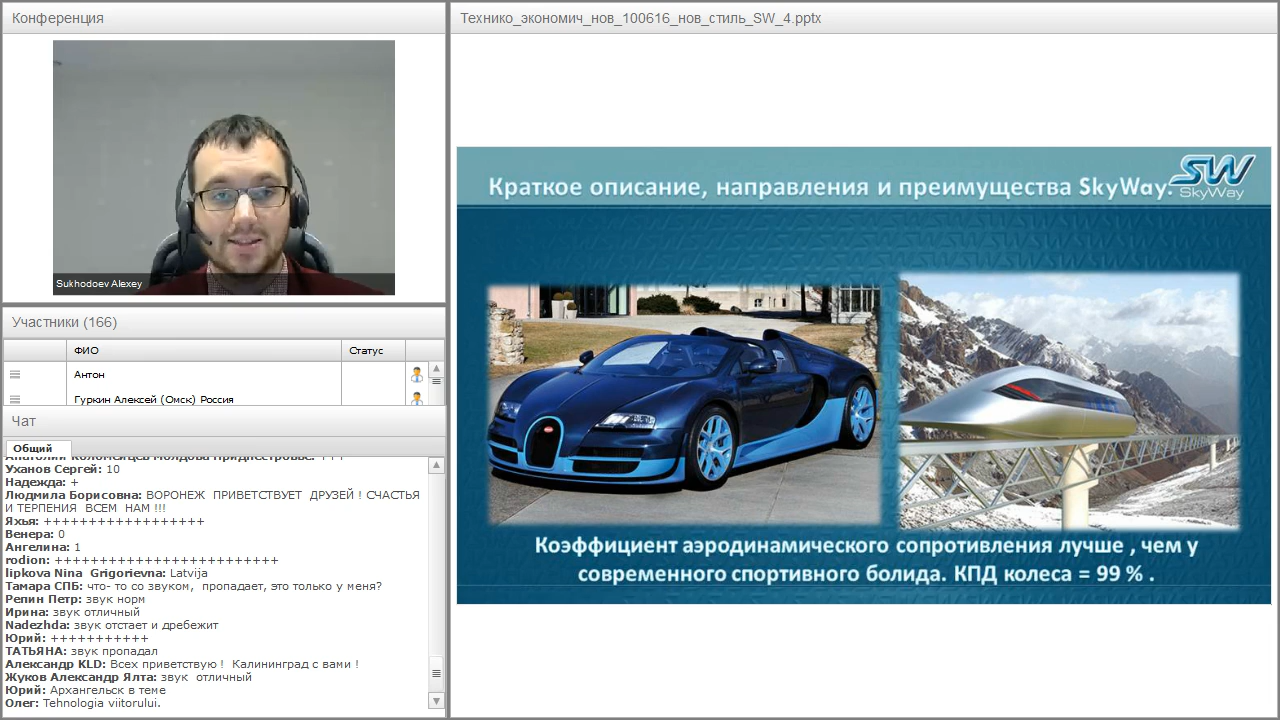 Конференция
Sukhodoev Alexey
Участники (166)
ФИО
Статус
Антон
Гуркин Алексей (Омск) Россия
Чат
Общий
Уханов Сергей: 10
Надежда: +
Людмила Борисовна: ВОРОНЕЖ ПРИВЕТСТВУЕТ ДРУЗЕЙ ! СЧАСТЬЯ
И ТЕРПЕНИЯ ВСЕМ НАМ !!!
Яхья: ++++++++++++++++++
Венера: 0
Ангелина: 1
rodion: +++++++++++++++++++++++++
lipkova Nina Grigorievna: Latvija
Тамара СПБ: что- то со звуком, пропадает, это только у меня?
Репин Петр: звук норм
Ирина: звук отличный
Nadezhda: звук отстает и дребежит
Юрий: +++++++++++
ТАТЬЯНА: звук пропадал
Александр KLD: Всех приветствую ! Калининград с вами !
Жуков Александр Ялта: звук отличный
Юрий: Архангельск в теме
Олег: Tehnologia viitorului.
Технико_экономич_нов_100616_нов_стиль_SW_4.pptx
Краткое описание, направления и преимущества SkyWay.
SW
SkyWay
Коэффициент аэродинамического сопротивления лучше , чем у
современного спортивного болида. КПД колеса = 99 % .